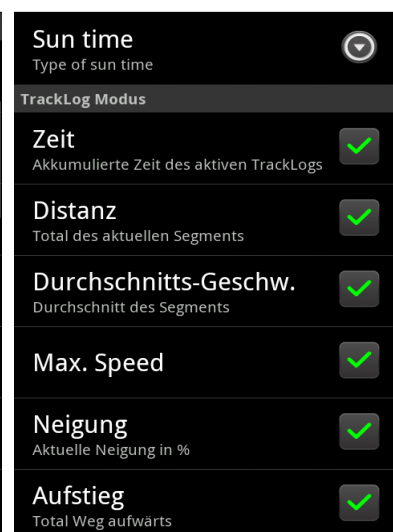 Sun time
Type of sun time
TrackLog Modus
Zeit
Akkumulierte Zeit des aktiven TrackLogs
Distanz
Total des aktuellen Segments
Durchschnitts-Geschw.
Durchschnitt des Segments
Max. Speed
Neigung
Aktuelle Neigung in %
Aufstieg
Total Weg aufwärts